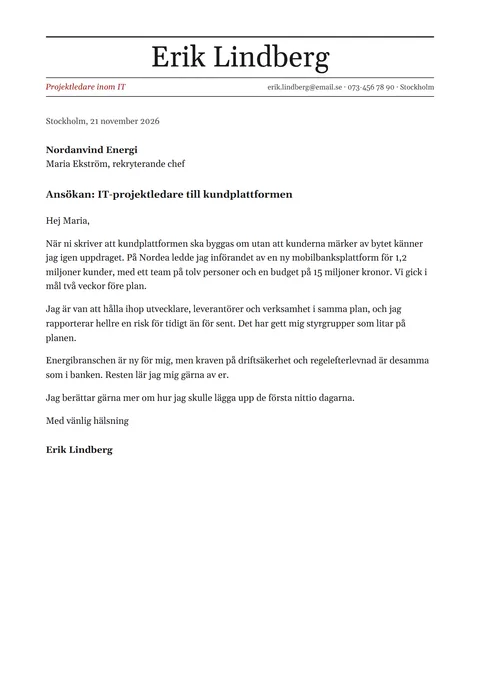 Erik Lindberg
Projektledare inom IT
erik.lindberg@email.se · 073-456 78 90 · Stockholm
Stockholm, 21 november 2026
Nordanvind Energi
Maria Ekström, rekryterande chef
Ansökan: IT-projektledare till kundplattformen
Hej Maria,
När ni skriver att kundplattformen ska byggas om utan att kunderna märker av bytet känner
jag igen uppdraget. På Nordea ledde jag införandet av en ny mobilbanksplattform för 1,2
miljoner kunder, med ett team på tolv personer och en budget på 15 miljoner kronor. Vi gick i
mål två veckor före plan.
Jag är van att hålla ihop utvecklare, leverantörer och verksamhet i samma plan, och jag
rapporterar hellre en risk för tidigt än för sent. Det har gett mig styrgrupper som litar på
planen.
Energibranschen är ny för mig, men kraven på driftsäkerhet och regelefterlevnad är desamma
som i banken. Resten lär jag mig gärna av er.
Jag berättar gärna mer om hur jag skulle lägga upp de första nittio dagarna.
Med vänlig hälsning
Erik Lindberg